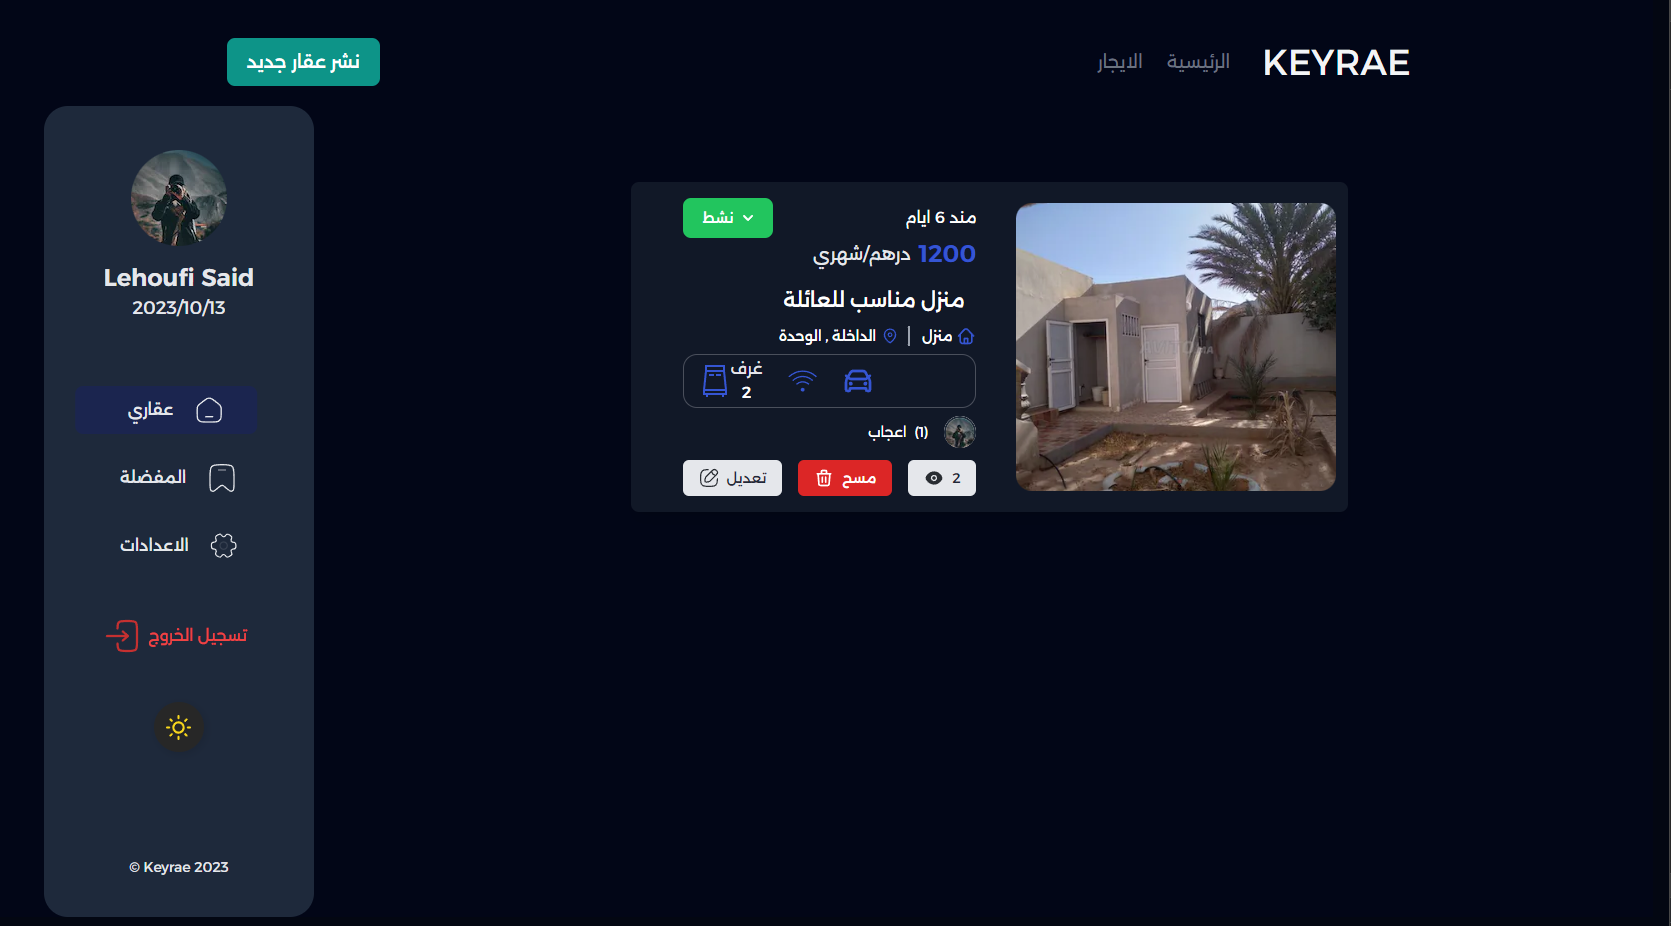 KEYRAE
الرئيسية
الايجار
نشر عقار جديد
Lehoufi Said
2023/10/13
عقاري
المفضلة
الاعدادات
تسجيل الخروج
© Keyrae 2023
مند 6 ايام
نشط
1200 درهم/شهري
منزل مناسب للعائلة
منزل | الداخلة , الوحدة
غرف
2
(1) اعجاب
2
مسح
تعديل